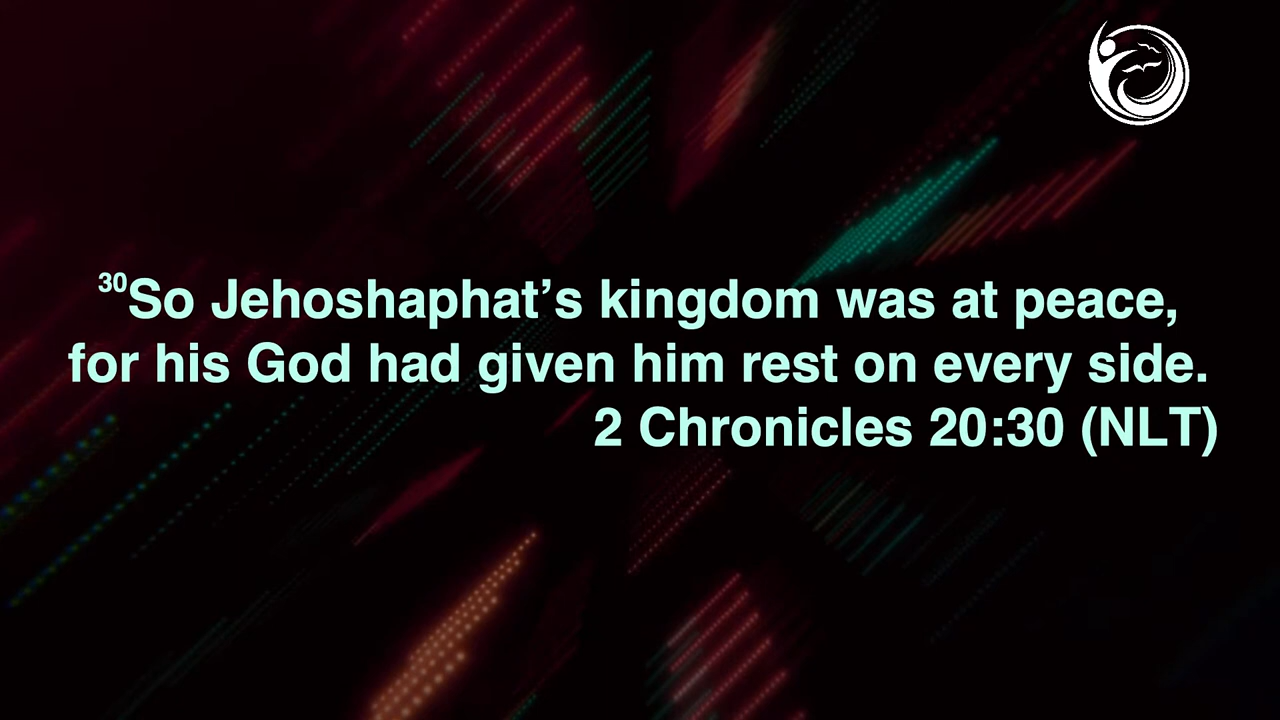 30So Jehoshaphat’s kingdom was at peace,
for his God had given him rest on every side.
2 Chronicles 20:30 (NLT)